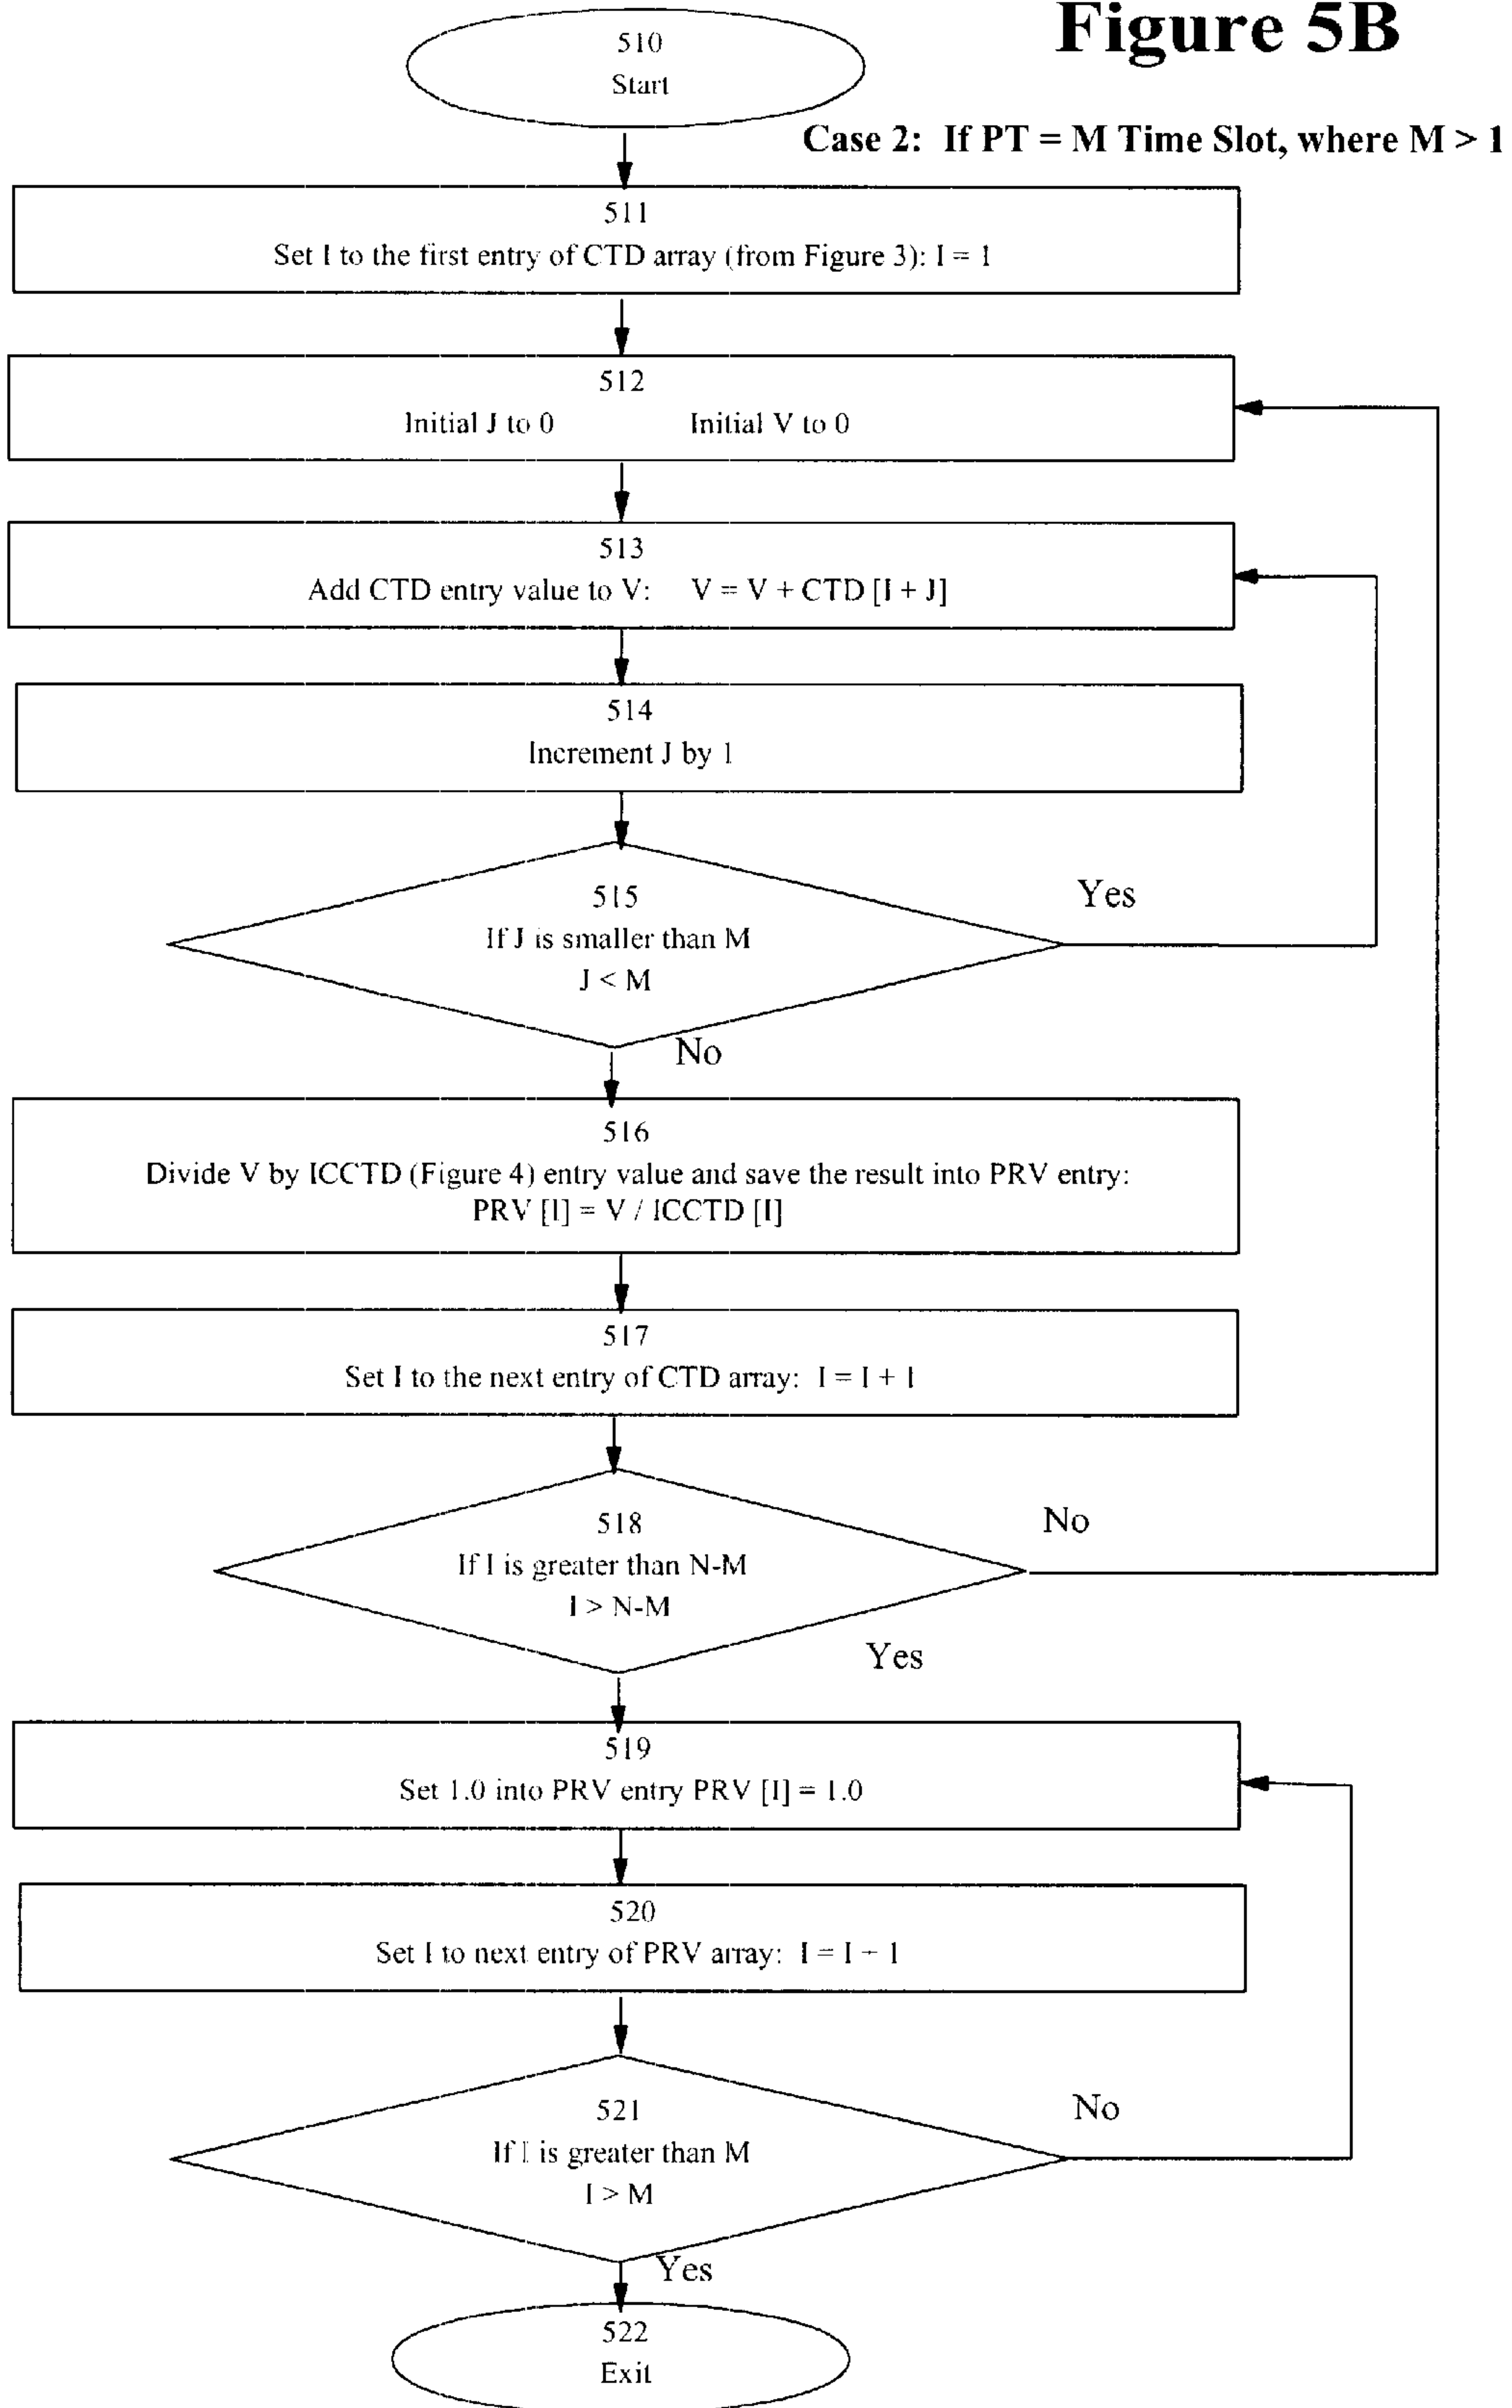 Figure 5B
510
Start
Case 2: If PT = M Time Slot, where M > 1
511
Set I to the first entry of CTD array (from Figure 3): I = 1
512
Initial J to 0 Initial V to 0
513
Add CTD entry value to V: V = V + CTD [I + J]
514
Increment J by 1
515
If J is smaller than M
J < M
Yes
No
516
Divide V by ICCTD (Figure 4) entry value and save the result into PRV entry:
PRV [I] = V / ICCTD [I]
517
Set I to the next entry of CTD array: I = I + 1
518
If I is greater than N-M
I > N-M
No
Yes
519
Set 1.0 into PRV entry PRV [I] = 1.0
520
Set I to next entry of PRV array: I = I - 1
521
If I is greater than M
I > M
No
Yes
522
Exit